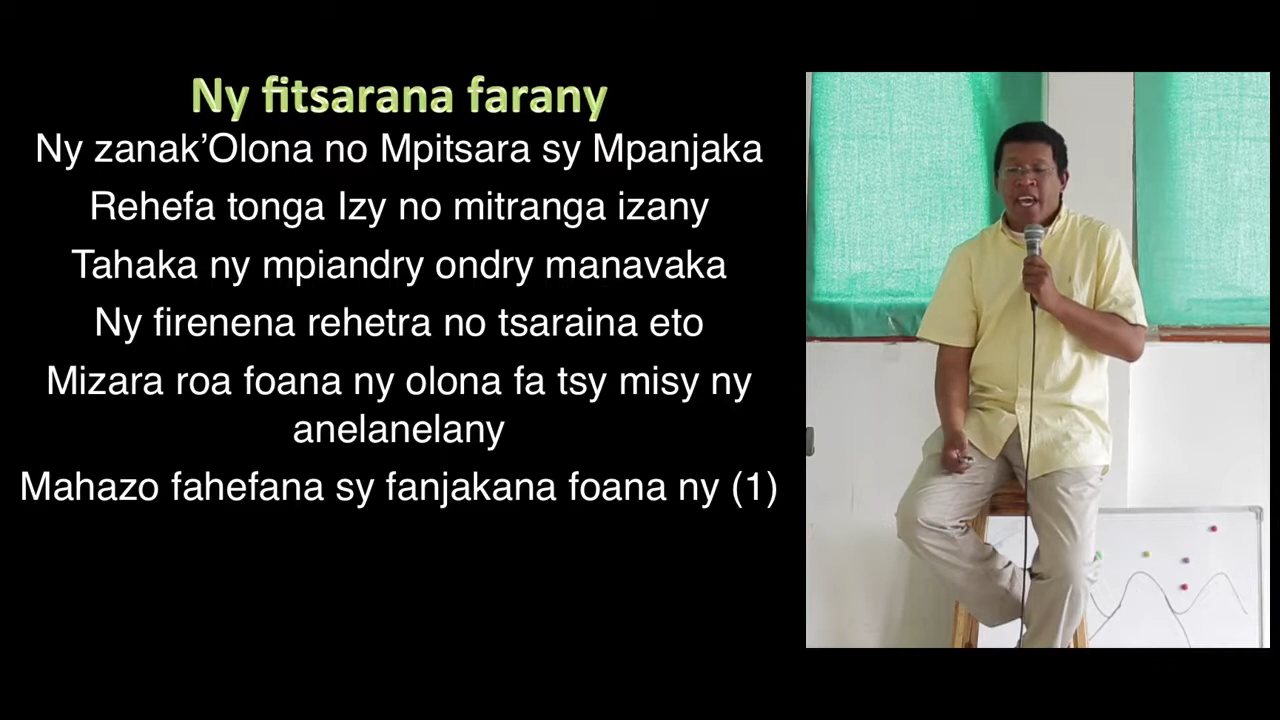 Ny fitsarana farany
Ny zanak’Olona no Mpitsara sy Mpanjaka
Rehefa tonga Izy no mitranga izany
Tahaka ny mpiandry ondry manavaka
Ny firenena rehetra no tsaraina eto
Mizara roa foana ny olona fa tsy misy ny
anelanelany
Mahazo fahefana sy fanjakana foana ny (1)